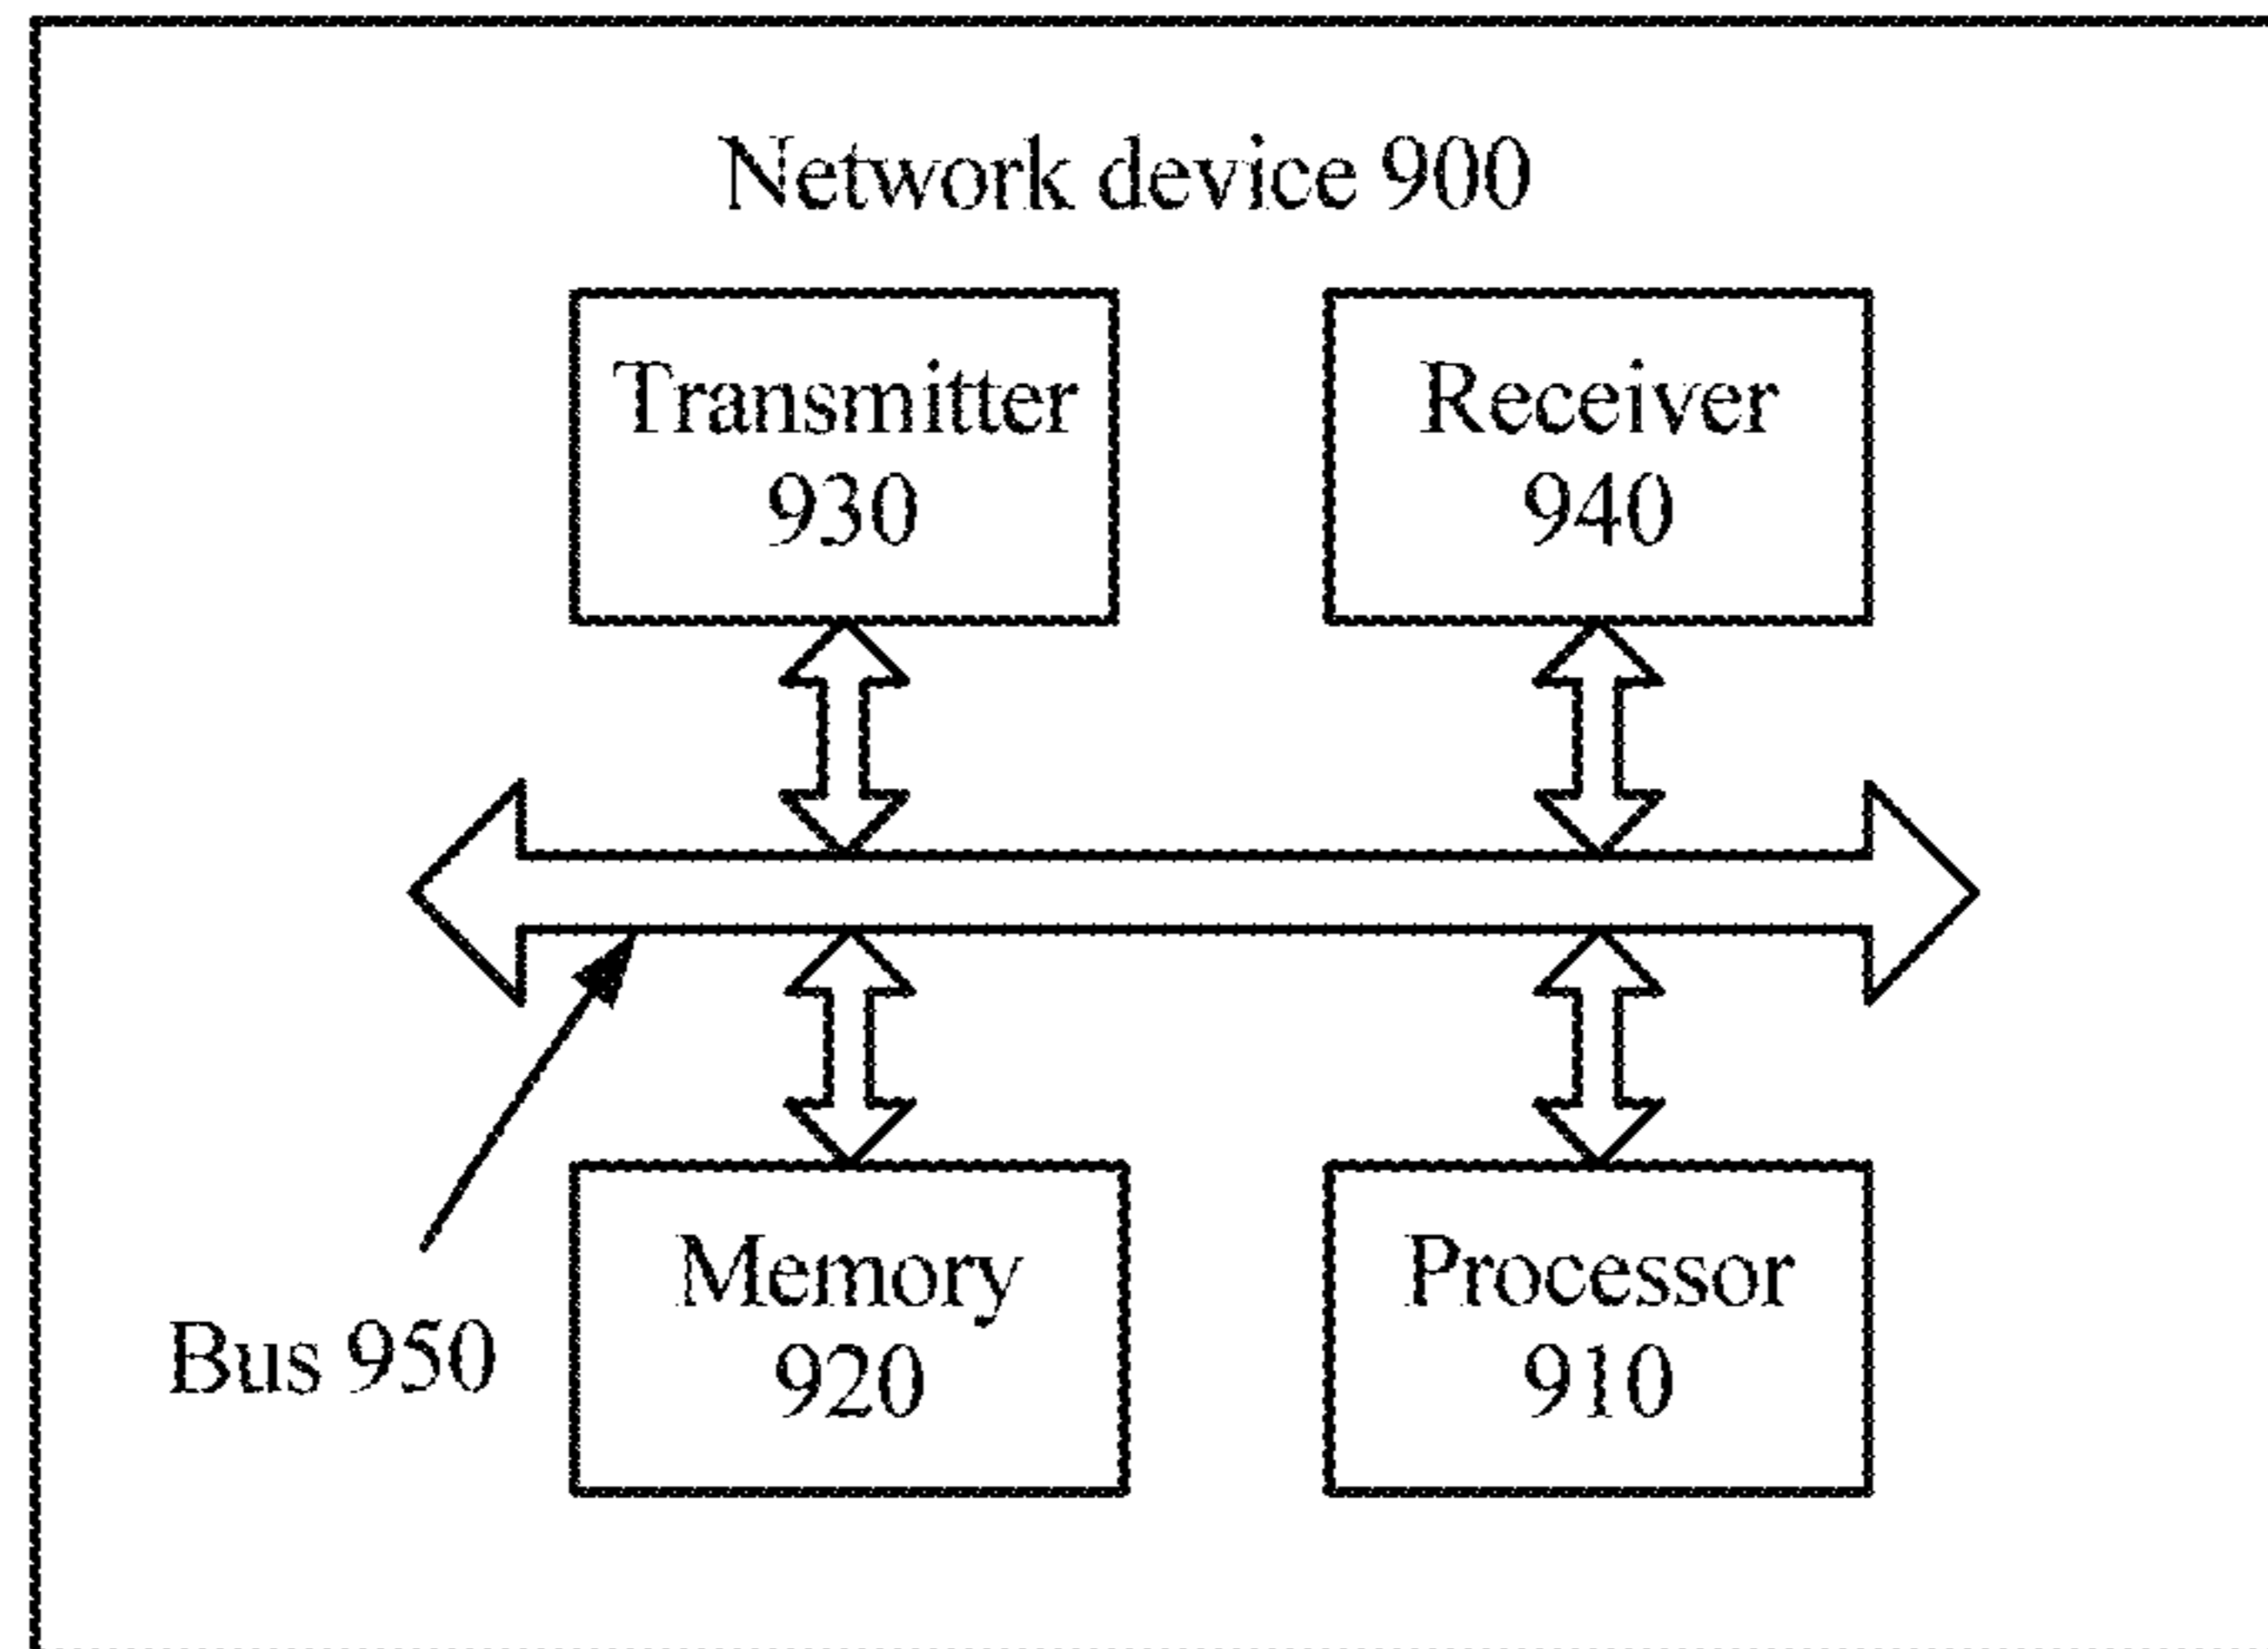 Network device 900
Transmitter
930
Receiver
940
Memory
920
Processor
910
Bus 950